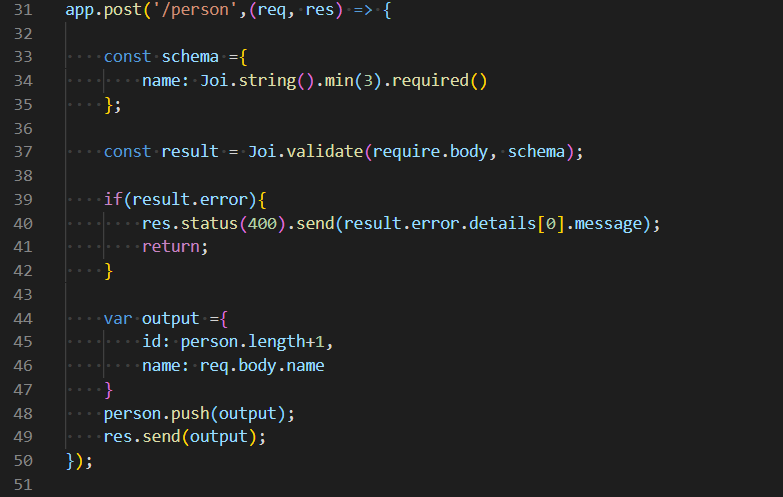 31 app.post('/person',(req, res) => {
32
33 const schema ={
34 name: Joi.string().min(3).required()
35 };
36
37 const result = Joi.validate(require.body, schema);
38
39 if(result.error){
40 res.status(400).send(result.error.details[0].message);
41 return;
42 }
43
44 var output ={
45 id: person.length+1,
46 name: req.body.name
47 }
48 person.push(output);
49 res.send(output);
50 });
51